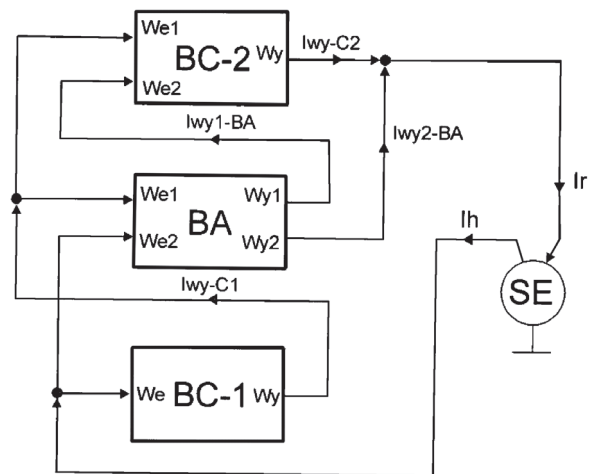 We1
BC-2
Wy
We2
Iwy-C2
Iwy1-BA
Iwy2-BA
We1
Wy1
BA
We2
Wy2
Ir
Ih
SE
Iwy-C1
We
BC-1
Wy